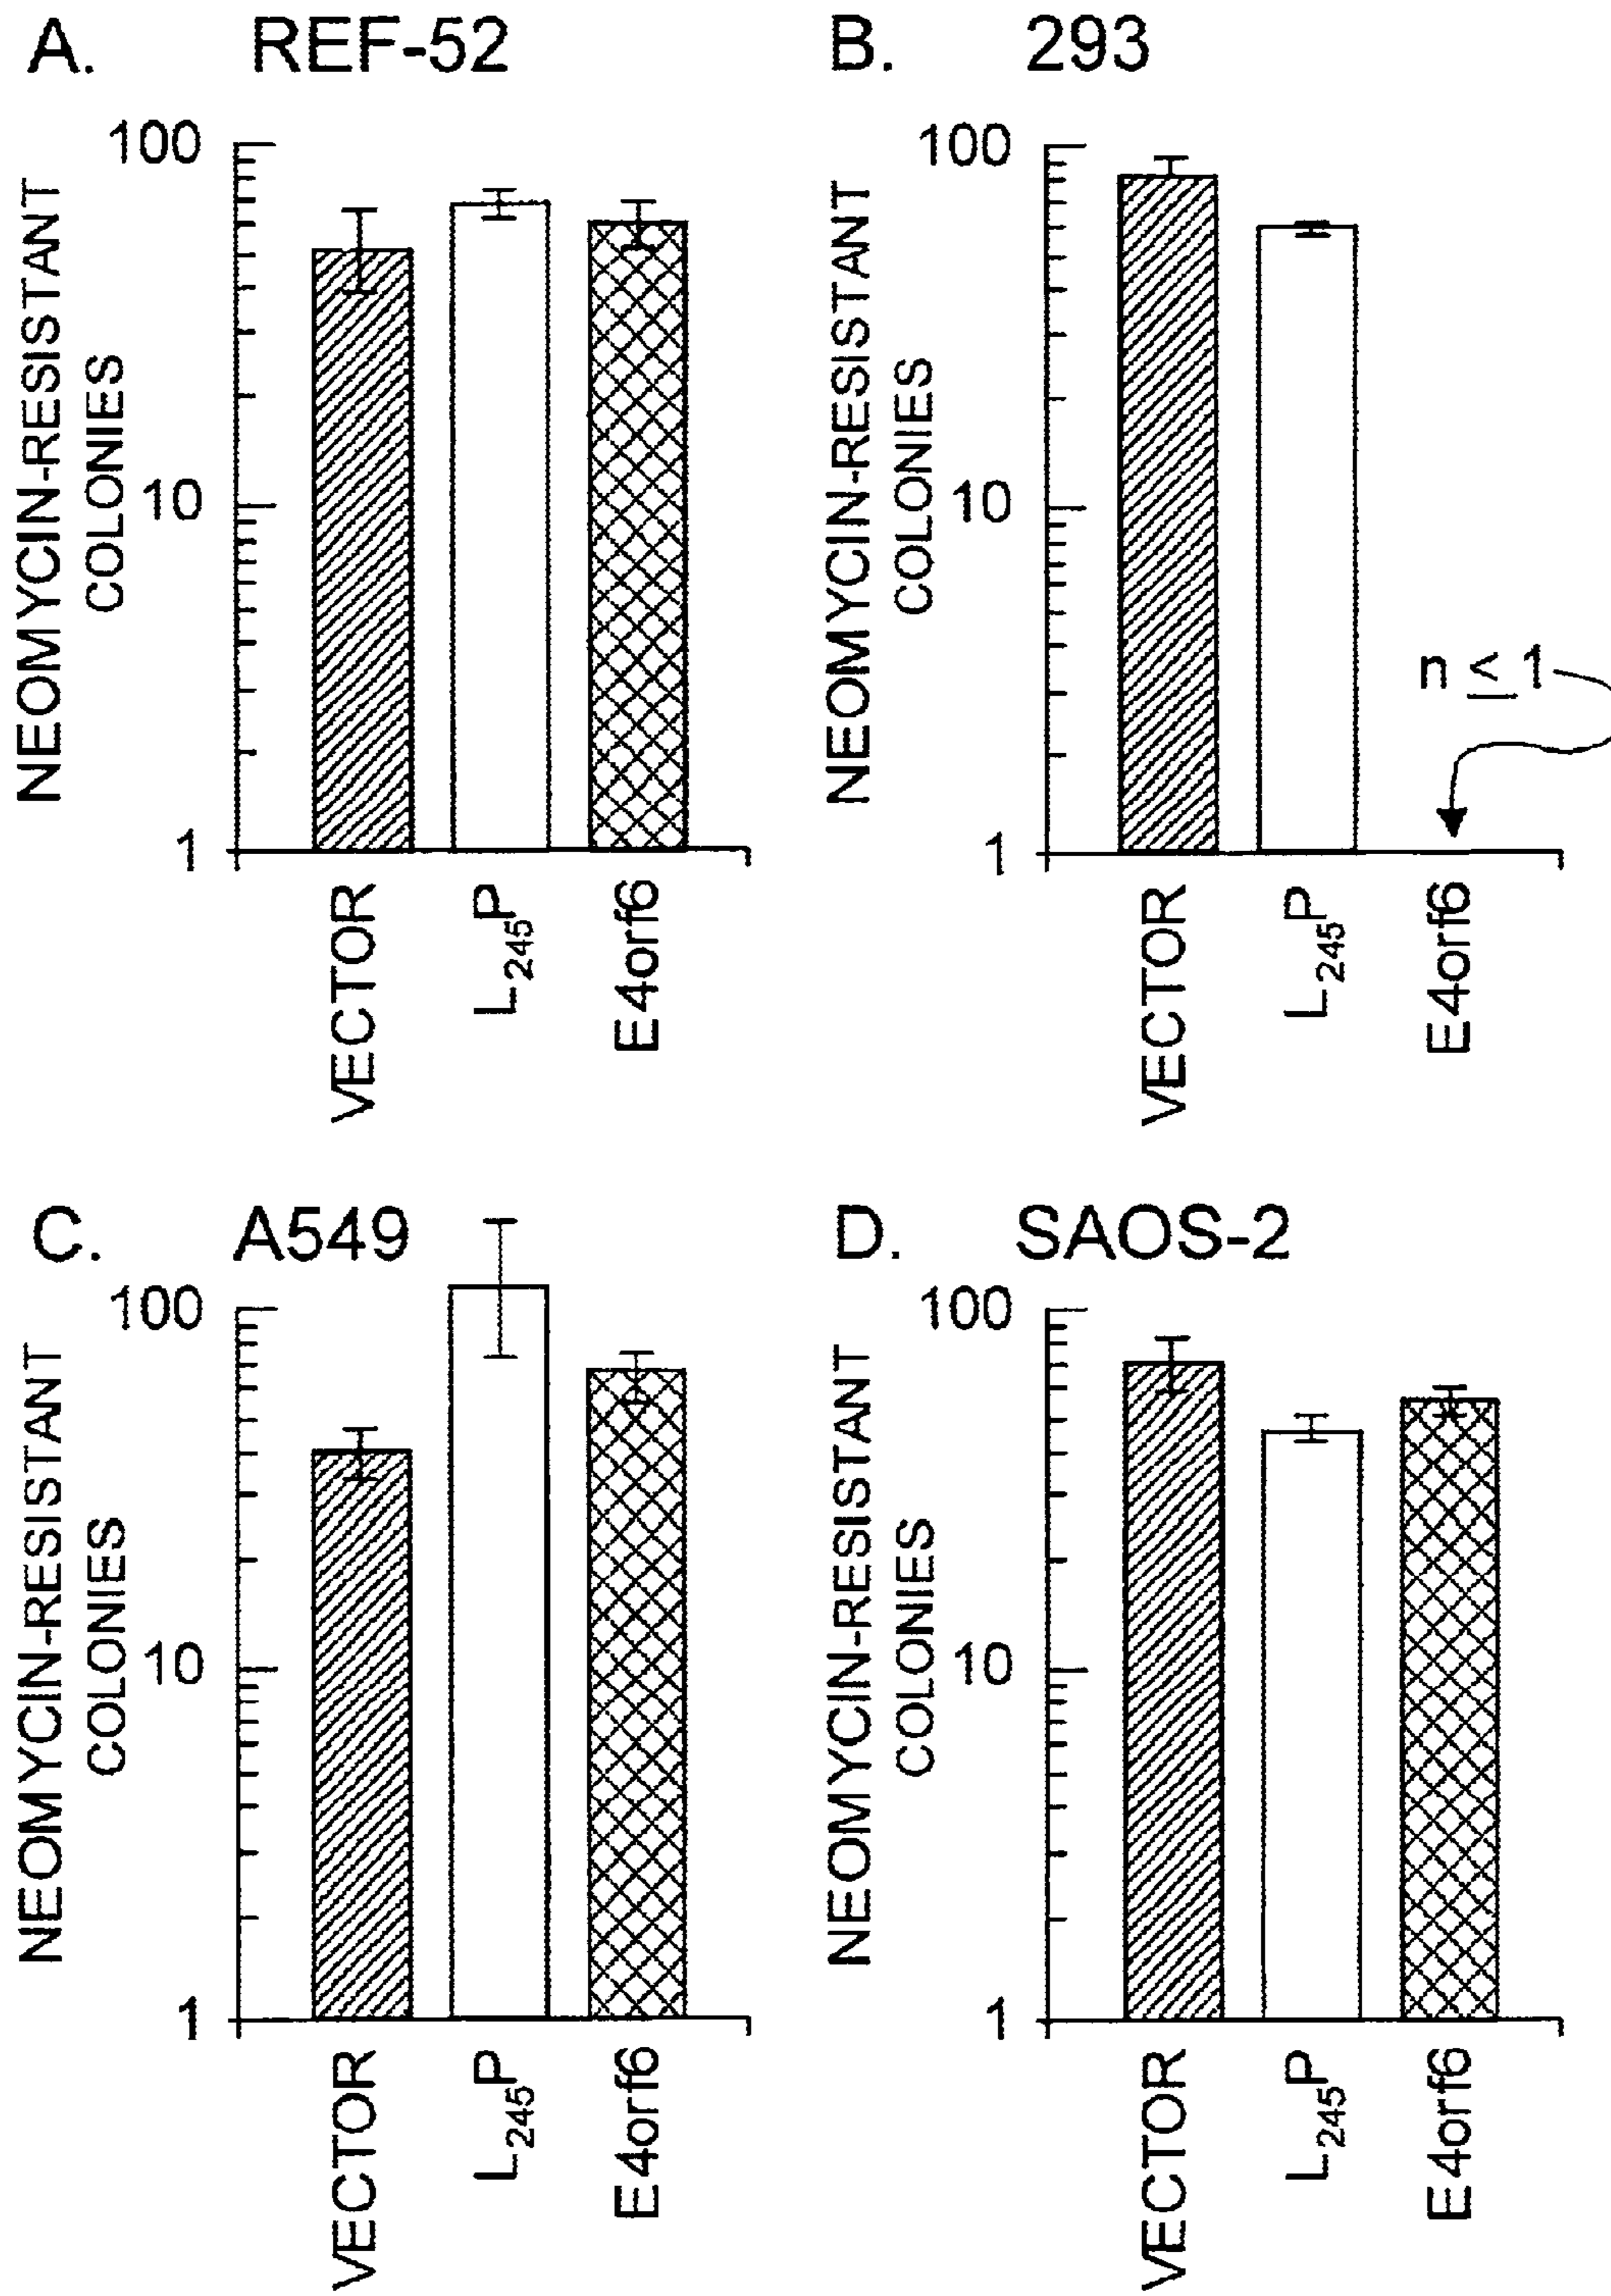 A. REF-52
NEOMYCIN-RESISTANT
COLONIES
100
10
1
VECTOR
L245P
E4orf6
B. 293
NEOMYCIN-RESISTANT
COLONIES
100
10
1
n ≤ 1
VECTOR
L245P
E4orf6
C. A549
NEOMYCIN-RESISTANT
COLONIES
100
10
1
VECTOR
L245P
E4orf6
D. SAOS-2
NEOMYCIN-RESISTANT
COLONIES
100
10
1
VECTOR
L245P
E4orf6